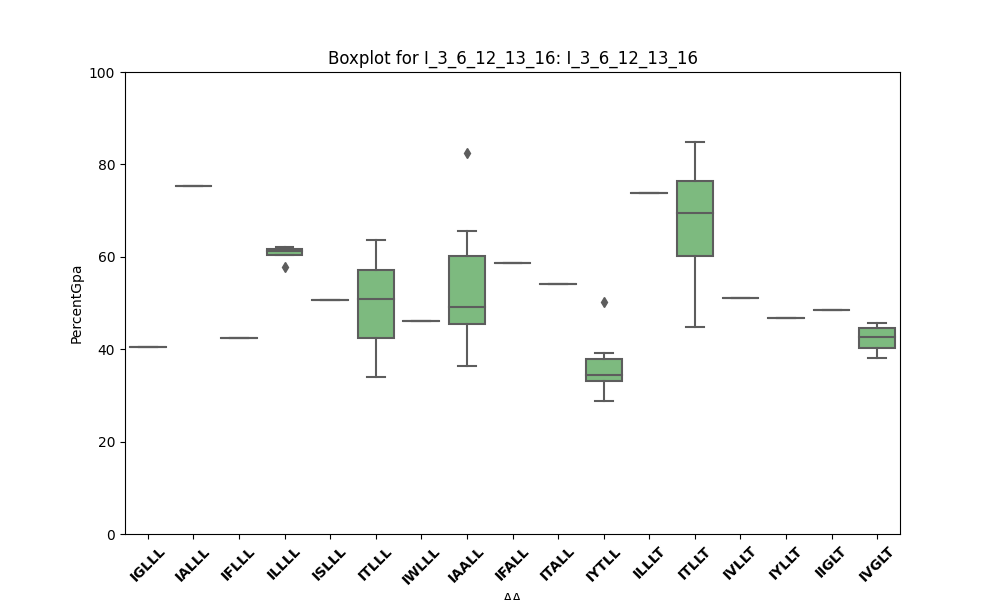 Boxplot for I_3_6_12_13_16: I_3_6_12_13_16
100
80
60
40
20
0
PercentGpa
IGLLL
IALLL
IFLLL
ILLLL
ISLLL
ITLLL
IWLLL
IAALL
IFALL
ITALL
IYTLL
ILLLT
ITLLT
IVLLT
IYLLT
IIGLT
IVGLT
AA